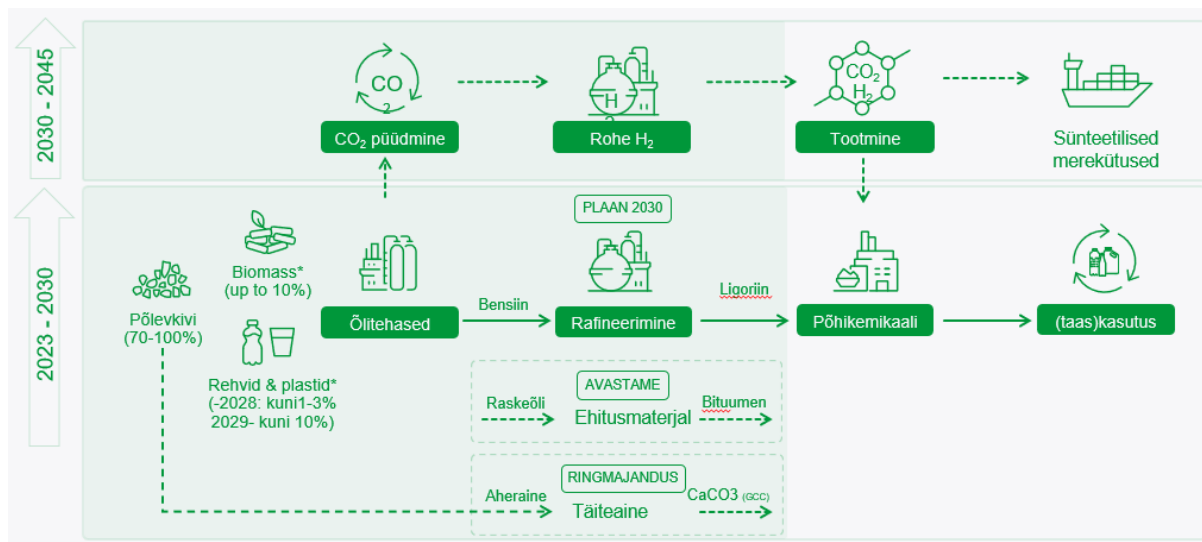 2030 - 2045
CO
2
H
2
CO2
H2
CO₂ püüdmine
Rohe H₂
Tootmine
Sünteetilised
merekütused
2023 - 2030
PLAAN 2030
Biomass*
(up to 10%)
Põlevkivi
(70-100%)
Rehvid & plastid*
(-2028: kuni1-3%
2029- kuni 10%)
Õlitehased
Bensiin
Rafineerimine
Ligoriin
Põhikemikaali
(taas)kasutus
AVASTAME
Raskeõli
Ehitusmaterjal
Bituumen
RINGMAJANDUS
Aheraine
Täiteaine
CaCO3 (GCC)